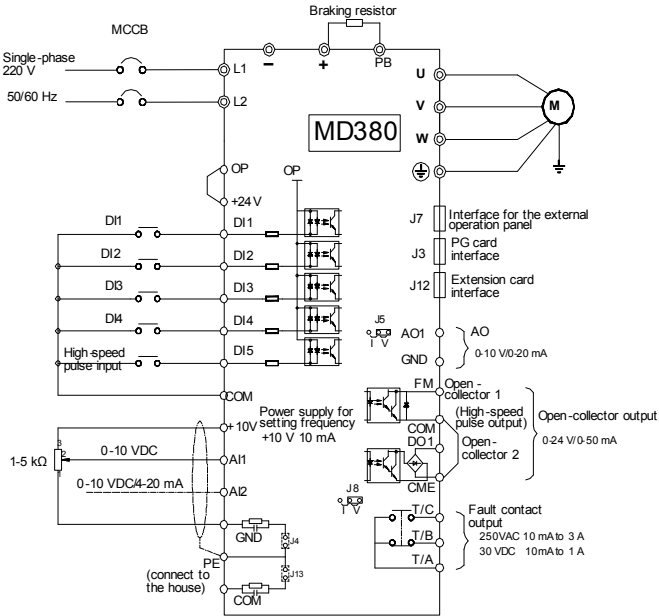 Braking resistor
MCCB
Single-phase
220 V
50/60 Hz
L1
L2
−
+
PB
U
V
W
M
MD380
OP
+24 V
OP
J7
Interface for the external
operation panel
J3
PG card
interface
J12
Extension card
interface
DI1
DI1
DI2
DI2
DI3
DI3
DI4
DI4
High-speed
pulse input
DI5
COM
J5
I V
AO1
AO
0-10 V/0-20 mA
GND
FM
Open-
collector 1
(High-speed
pulse output)
COM
DO1
Open-
collector 2
CME
Open-collector output
0-24 V/0-50 mA
+10V
Power supply for
setting frequency
+10 V 10 mA
3
2
1
1-5 kΩ
0-10 VDC
AI1
0-10 VDC/4-20 mA
AI2
J8
I V
GND
J4
PE
(connect to
the house)
J13
COM
T/C
T/B
T/A
Fault contact
output
250VAC 10 mA to 3 A
30 VDC 10mA to 1 A